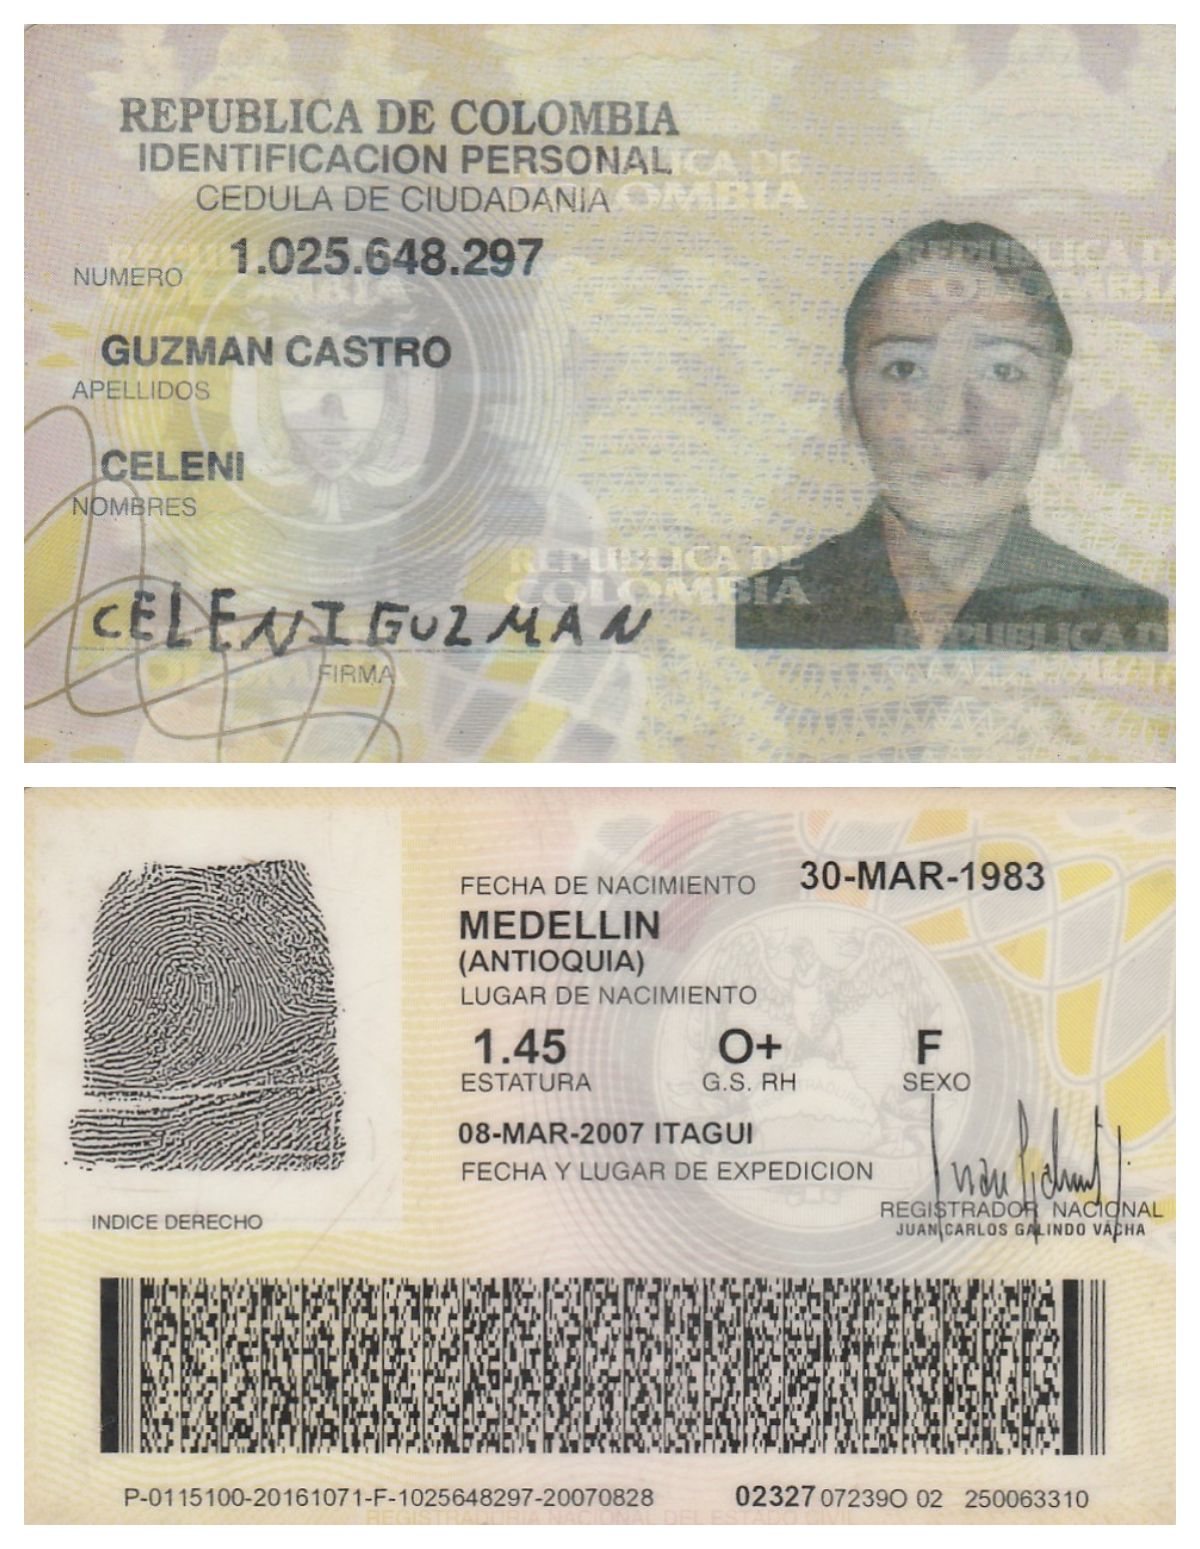 REPUBLICA DE COLOMBIA
IDENTIFICACION PERSONAL
CEDULA DE CIUDADANIA
NUMERO 1.025.648.297
GUZMAN CASTRO
APELLIDOS
CELENI
NOMBRES
CELENI GUZMAN
FIRMA
REPUBLICA DE
COLOMBIA
FECHA DE NACIMIENTO 30-MAR-1983
MEDELLIN
(ANTIOQUIA)
LUGAR DE NACIMIENTO
1.45 O+ F
ESTATURA G.S. RH SEXO
08-MAR-2007 ITAGUI
FECHA Y LUGAR DE EXPEDICION
REGISTRADOR NACIONAL
JUAN CARLOS GALINDO VACHA
INDICE DERECHO
P-0115100-20161071-F-1025648297-20070828 02327 07239O 02 250063310
REGISTRADURIA NACIONAL DEL ESTADO CIVIL